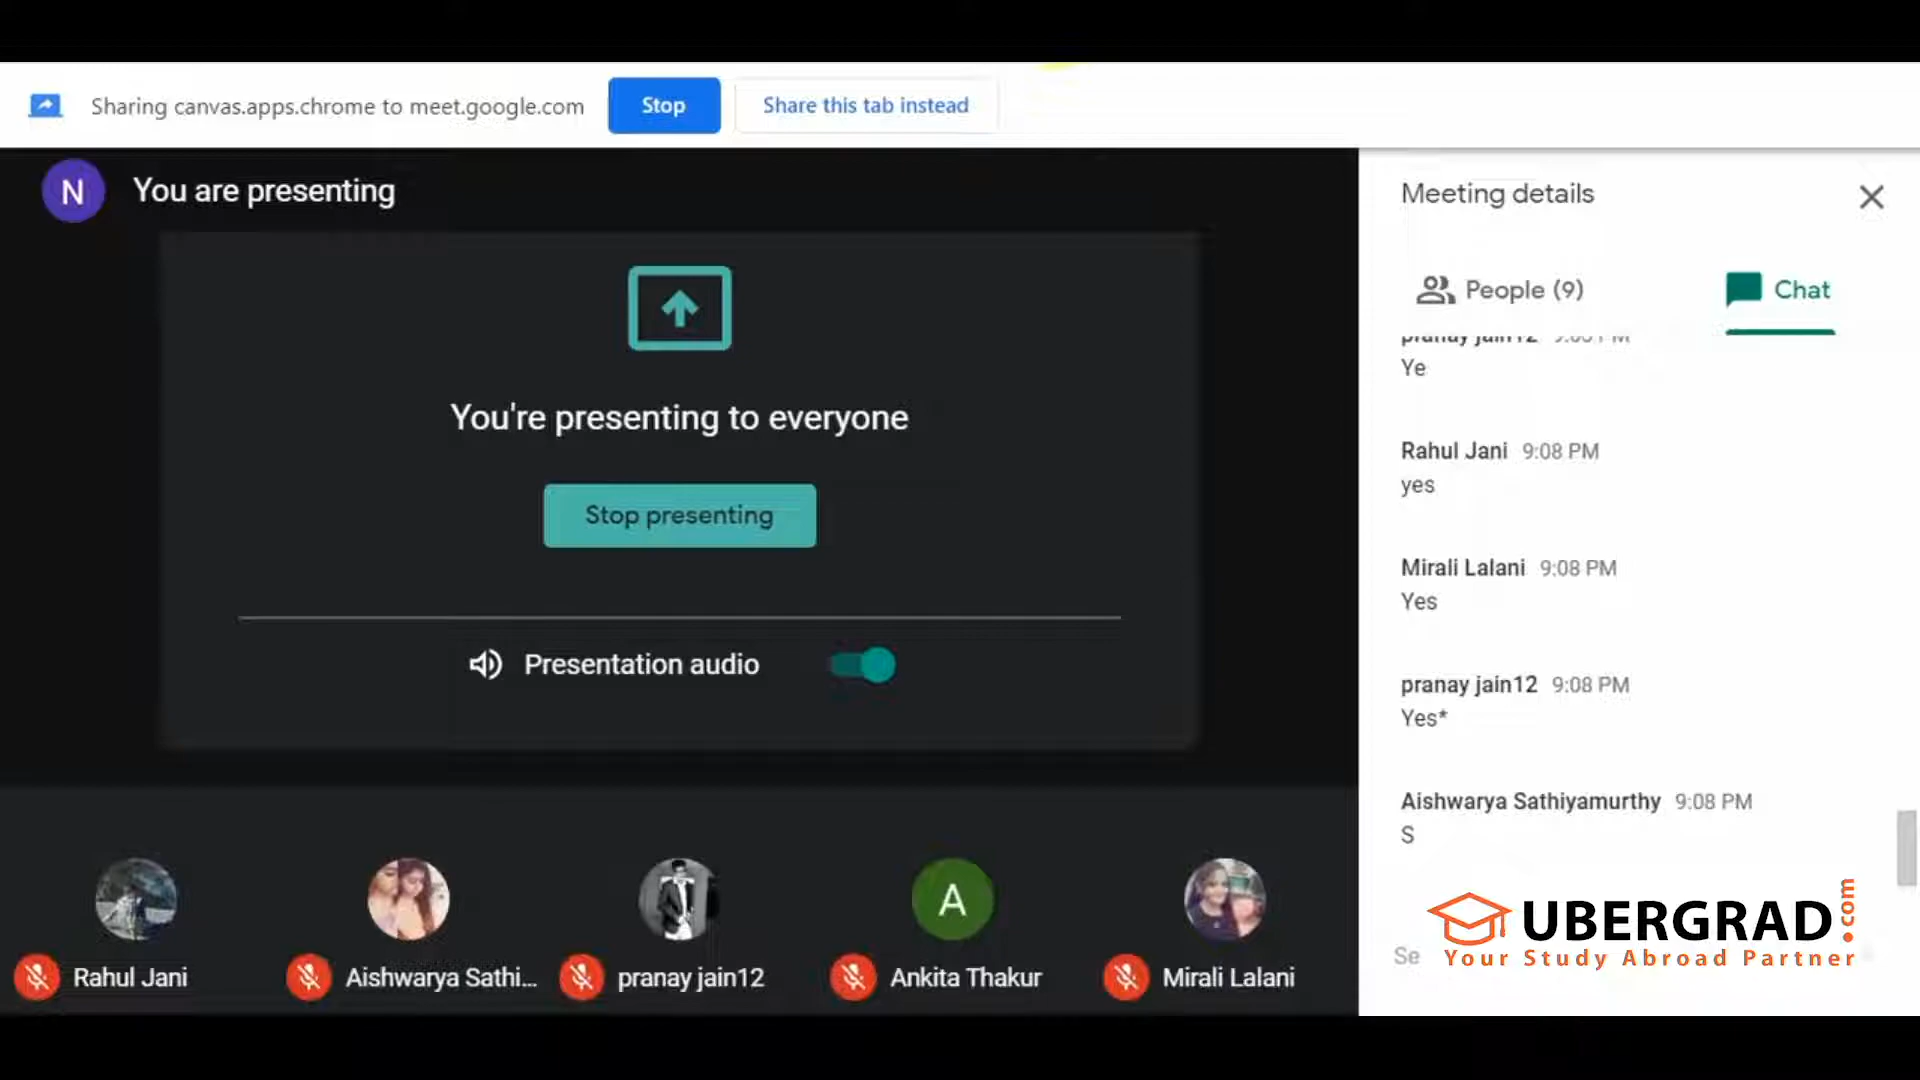 Sharing canvas.apps.chrome to meet.google.com
Stop
Share this tab instead
N
You are presenting
You're presenting to everyone
Stop presenting
Presentation audio
Rahul Jani
Aishwarya Sathi...
pranay jain12
A
Ankita Thakur
Mirali Lalani
Meeting details
People (9)
Chat
pranay jain12
Ye
Rahul Jani 9:08 PM
yes
Mirali Lalani 9:08 PM
Yes
pranay jain12 9:08 PM
Yes*
Aishwarya Sathiyamurthy 9:08 PM
S
Se
UBERGRAD.com
Your Study Abroad Partner